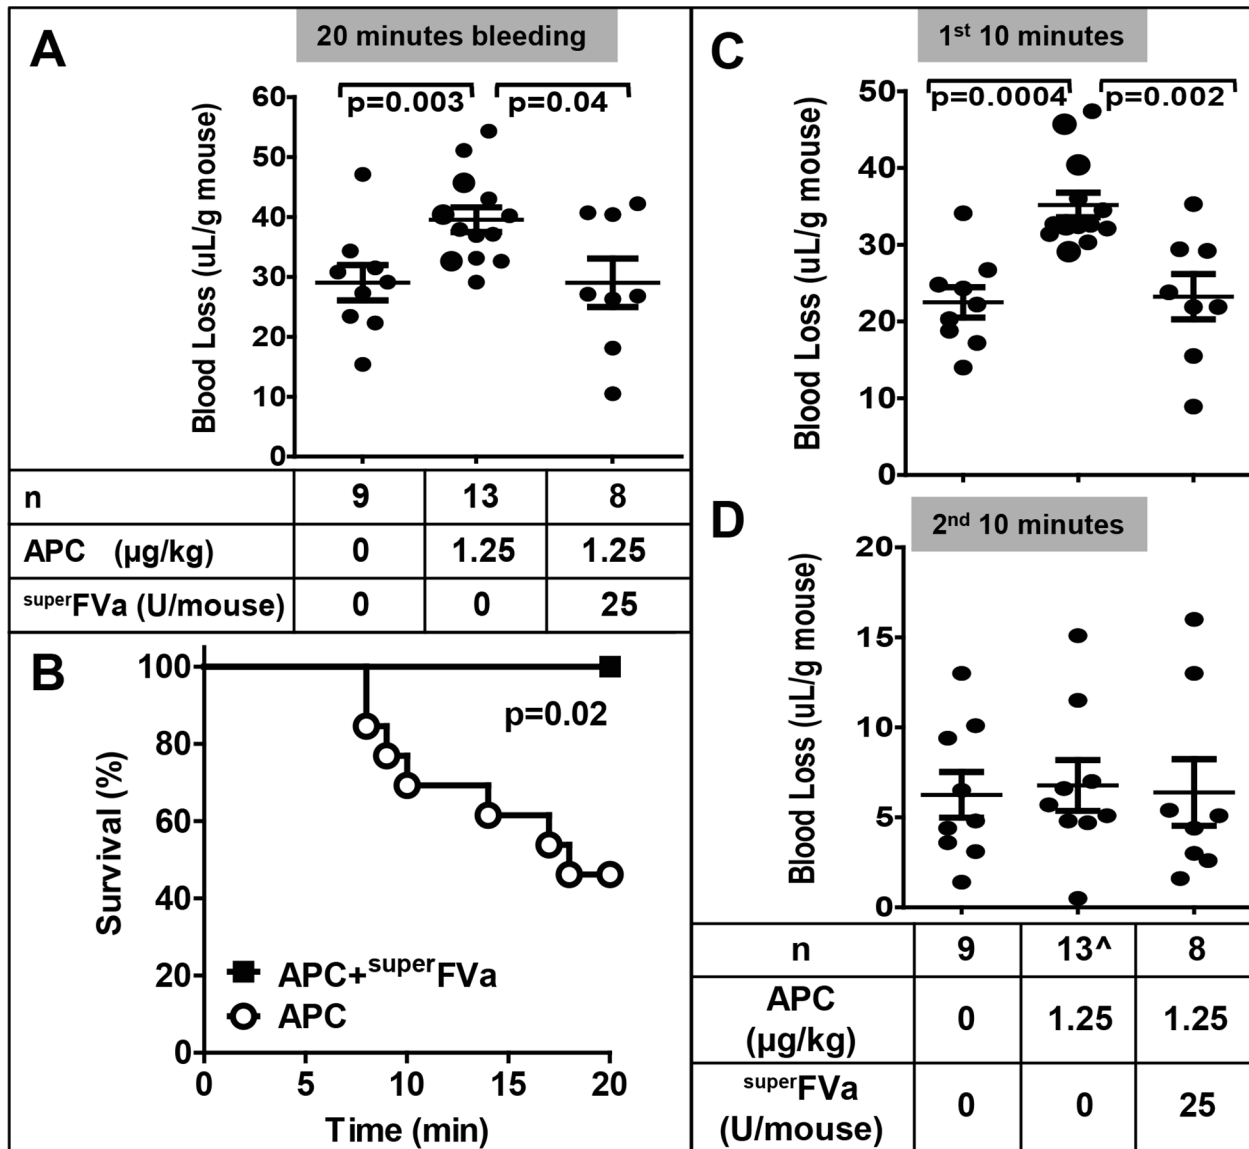 A
20 minutes bleeding
p=0.003
p=0.04
Blood Loss (uL/g mouse)
60
50
40
30
20
10
0
n 9 13 8
APC (µg/kg) 0 1.25 1.25
superFVa (U/mouse) 0 0 25
B
p=0.02
Survival (%)
100
80
60
40
20
0
APC+superFVa
APC
0 5 10 15 20
Time (min)
C
1st 10 minutes
p=0.0004
p=0.002
Blood Loss (uL/g mouse)
50
40
30
20
10
0
D
2nd 10 minutes
Blood Loss (uL/g mouse)
20
15
10
5
0
n 9 13^ 8
APC
(µg/kg) 0 1.25 1.25
superFVa
(U/mouse) 0 0 25